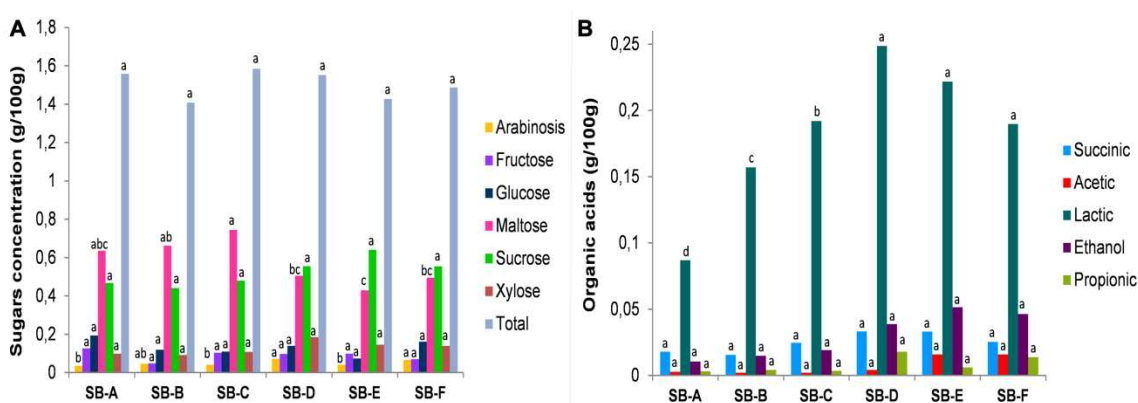 A
Sugars concentration (g/100g)
1,8
1,6
1,4
1,2
1
0,8
0,6
0,4
0,2
0
b a a abc a a a
ab a a ab a a a
b a a a a a a
a a a bc a a a
b a a c a a a
a a a bc a a a
SB-A SB-B SB-C SB-D SB-E SB-F
Arabinosis
Fructose
Glucose
Maltose
Sucrose
Xylose
Total
B
Organic acids (g/100g)
0,25
0,2
0,15
0,1
0,05
0
a a d a a
a a c a a
a a b a a
a a a a a
a a a a a
a a a a a
SB-A SB-B SB-C SB-D SB-E SB-F
Succinic
Acetic
Lactic
Ethanol
Propionic